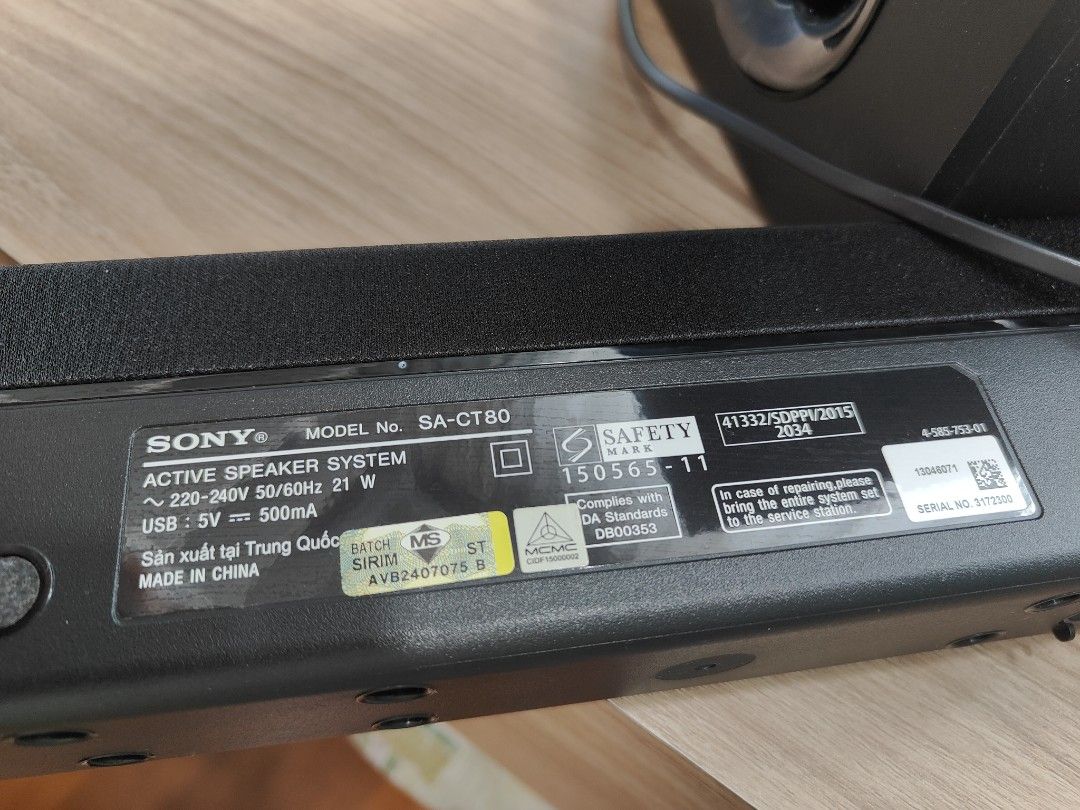 SONY® MODEL No. SA-CT80
ACTIVE SPEAKER SYSTEM
~ 220-240V 50/60Hz 21 W
USB : 5V ⎓ 500mA
Sản xuất tại Trung Quốc
MADE IN CHINA
BATCH MS ST
SIRIM
AVB2407075 B
MCMC
CIDF15000002
SAFETY
MARK
150565-11
Complies with
DA Standards
DB00353
41332/SDPPI/2015
2034
In case of repairing,please
bring the entire system set
to the service station.
4-585-753-01
13046071
SERIAL NO. 3172300